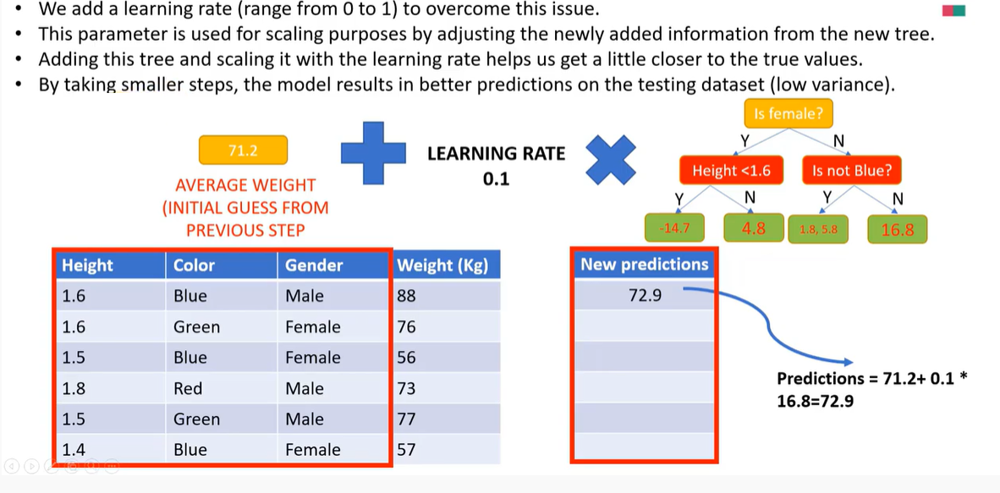 • We add a learning rate (range from 0 to 1) to overcome this issue.
• This parameter is used for scaling purposes by adjusting the newly added information from the new tree.
• Adding this tree and scaling it with the learning rate helps us get a little closer to the true values.
• By taking smaller steps, the model results in better predictions on the testing dataset (low variance).
Is female?
Y N
71.2
LEARNING RATE
0.1
Height <1.6 Is not Blue?
AVERAGE WEIGHT
(INITIAL GUESS FROM
PREVIOUS STEP
Y N Y N
-14.7 4.8 1.8, 5.8 16.8
Height Color Gender Weight (Kg)
1.6 Blue Male 88
1.6 Green Female 76
1.5 Blue Female 56
1.8 Red Male 73
1.5 Green Male 77
1.4 Blue Female 57
New predictions
72.9
Predictions = 71.2+ 0.1 *
16.8=72.9